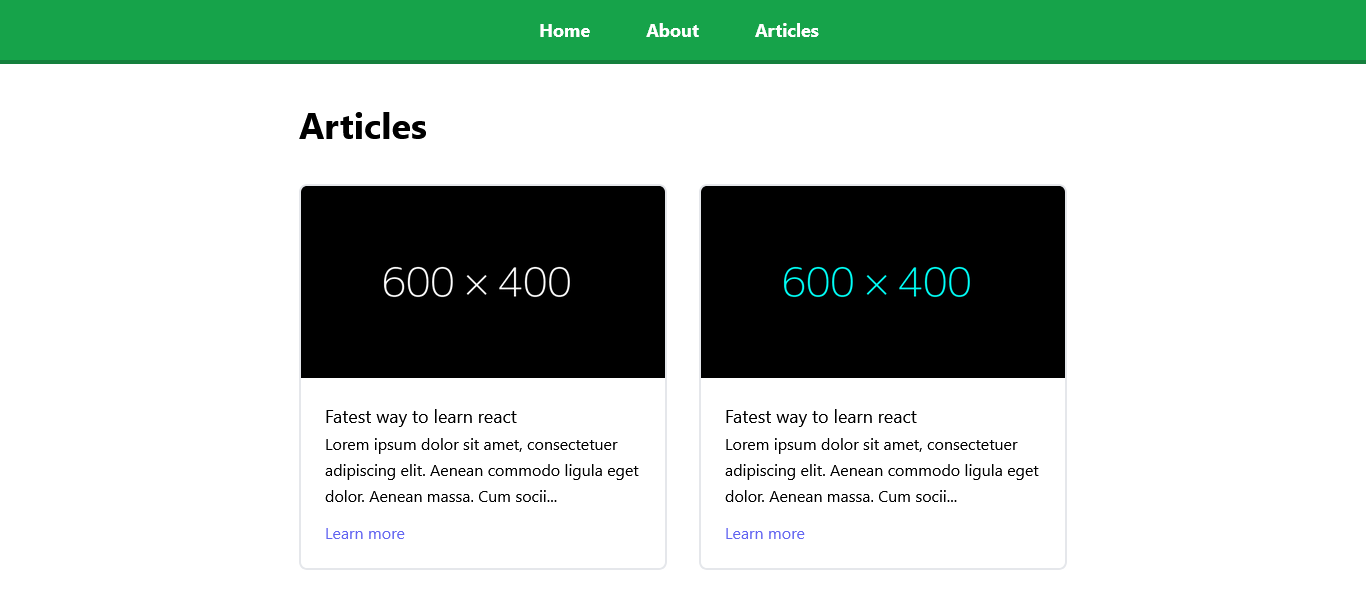 Home About Articles
Articles
600 × 400
600 × 400
Fatest way to learn react
Lorem ipsum dolor sit amet, consectetuer
adipiscing elit. Aenean commodo ligula eget
dolor. Aenean massa. Cum socii...
Learn more
Fatest way to learn react
Lorem ipsum dolor sit amet, consectetuer
adipiscing elit. Aenean commodo ligula eget
dolor. Aenean massa. Cum socii...
Learn more